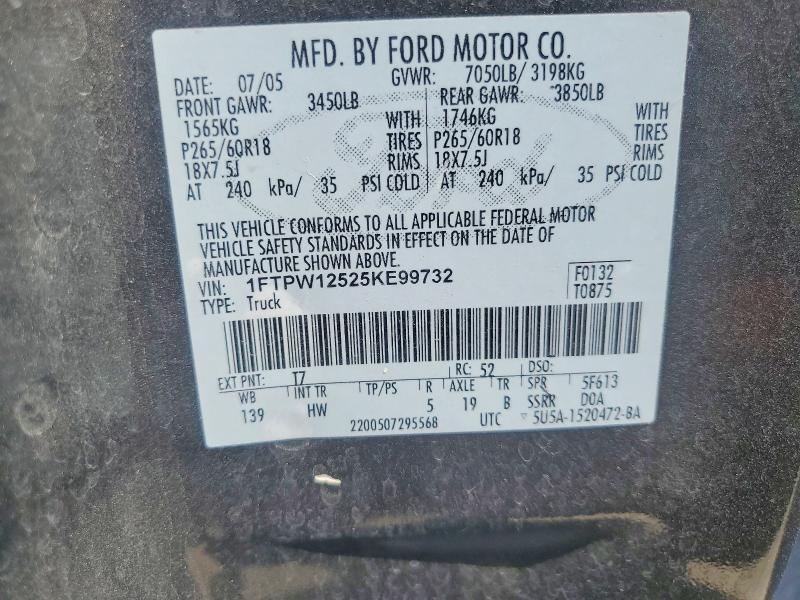 MFD. BY FORD MOTOR CO.
DATE: 07/05 GVWR: 7050LB/ 3198KG
FRONT GAWR: 3450LB REAR GAWR: 3850LB
1565KG WITH 1746KG WITH
P265/60R18 TIRES P265/60R18 TIRES
18X7.5J RIMS 18X7.5J RIMS
AT 240 kPa/ 35 PSI COLD AT 240 kPa/ 35 PSI COLD
THIS VEHICLE CONFORMS TO ALL APPLICABLE FEDERAL MOTOR
VEHICLE SAFETY STANDARDS IN EFFECT ON THE DATE OF
MANUFACTURE SHOWN ABOVE.
VIN: 1FTPW12525KE99732 F0132
TYPE: Truck T0875
EXT PNT: T7 RC: 52 DSO:
WB INT TR TP/PS R AXLE TR SPR 5F613
139 HW 5 19 B SSRR DOA
2200507295568 UTC 5U5A-1520472-BA